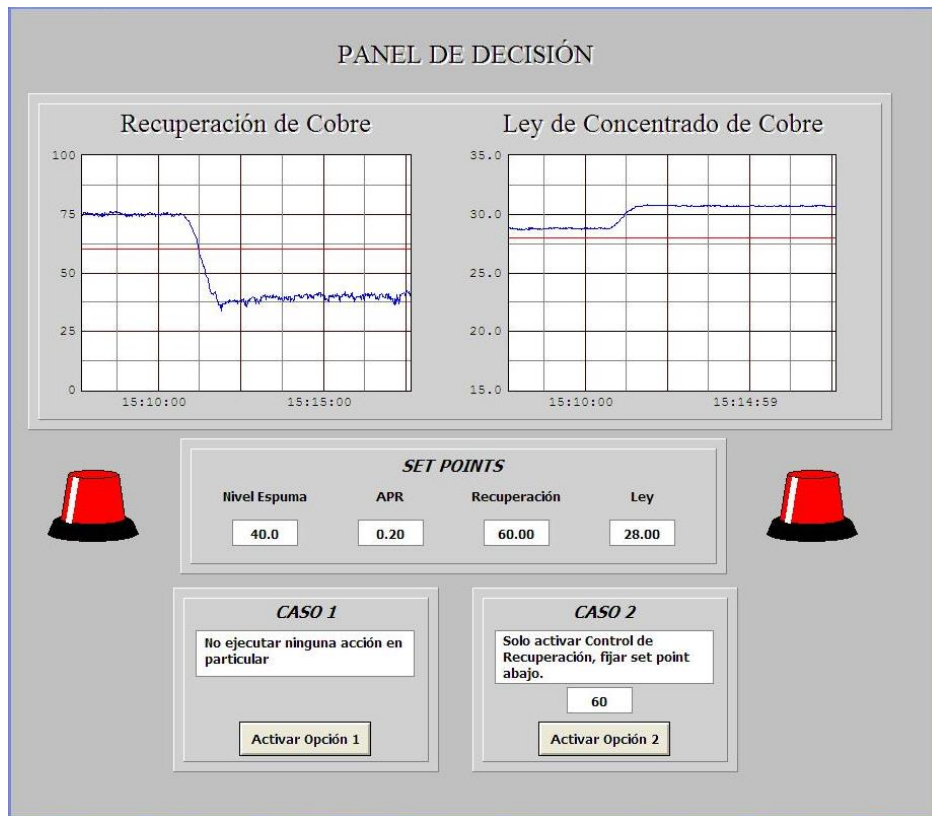 PANEL DE DECISIÓN
Recuperación de Cobre
100
75
50
25
0
15:10:00 15:15:00
Ley de Concentrado de Cobre
35.0
30.0
25.0
20.0
15.0
15:10:00 15:14:59
SET POINTS
Nivel Espuma APR Recuperación Ley
40.0 0.20 60.00 28.00
CASO 1
No ejecutar ninguna acción en
particular
Activar Opción 1
CASO 2
Solo activar Control de
Recuperación, fijar set point
abajo.
60
Activar Opción 2